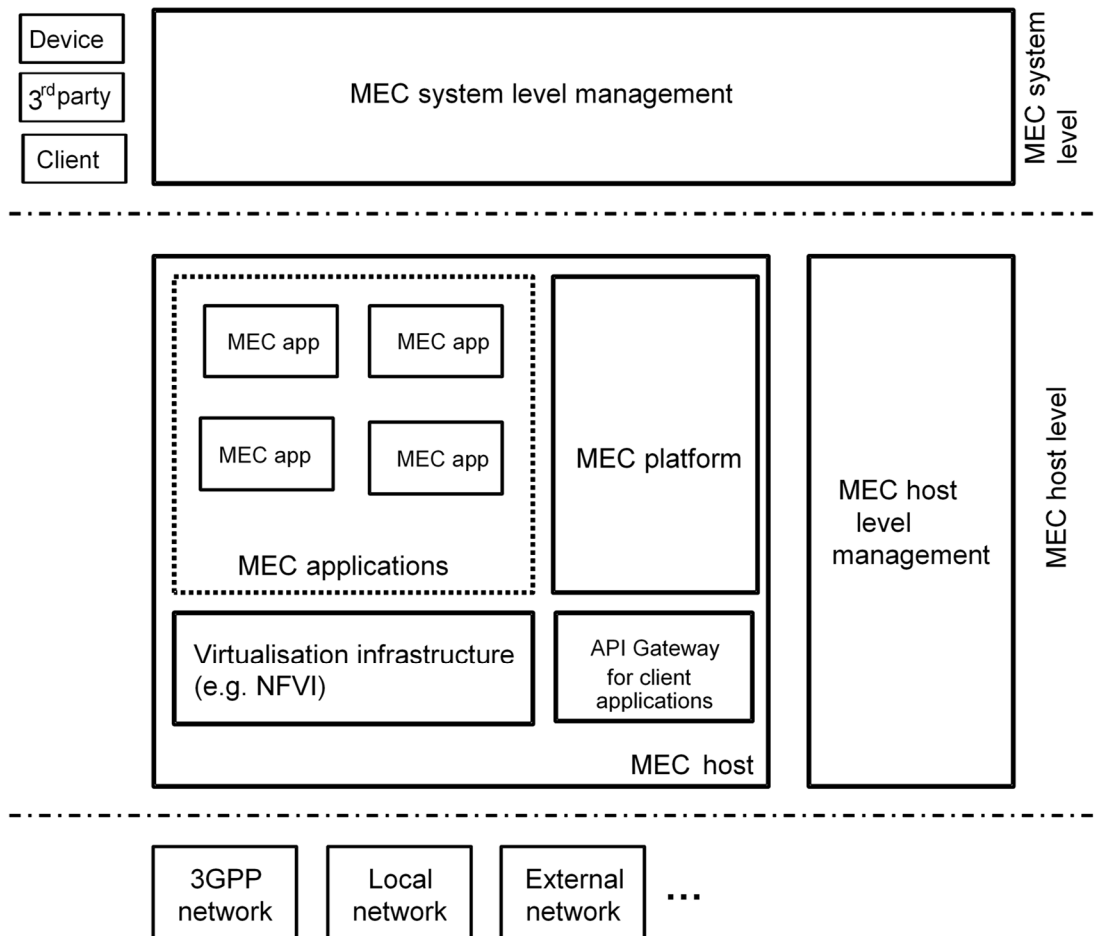 Device
3rd party
Client
MEC system level management
MEC system
level
MEC app
MEC app
MEC app
MEC app
MEC applications
MEC platform
Virtualisation infrastructure
(e.g. NFVI)
API Gateway
for client
applications
MEC host
MEC host
level
management
MEC host level
3GPP
network
Local
network
External
network
...